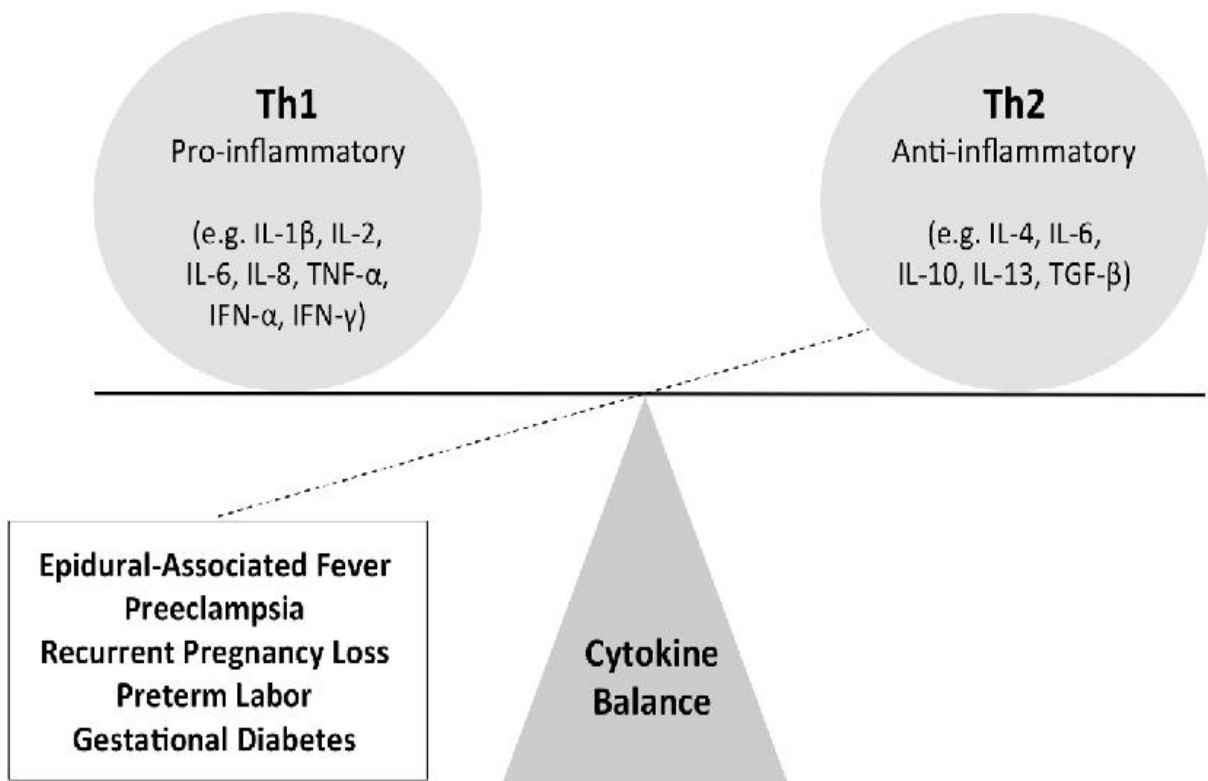 Th1
Pro-inflammatory
(e.g. IL-1β, IL-2,
IL-6, IL-8, TNF-α,
IFN-α, IFN-γ)
Th2
Anti-inflammatory
(e.g. IL-4, IL-6,
IL-10, IL-13, TGF-β)
Epidural-Associated Fever
Preeclampsia
Recurrent Pregnancy Loss
Preterm Labor
Gestational Diabetes
Cytokine
Balance